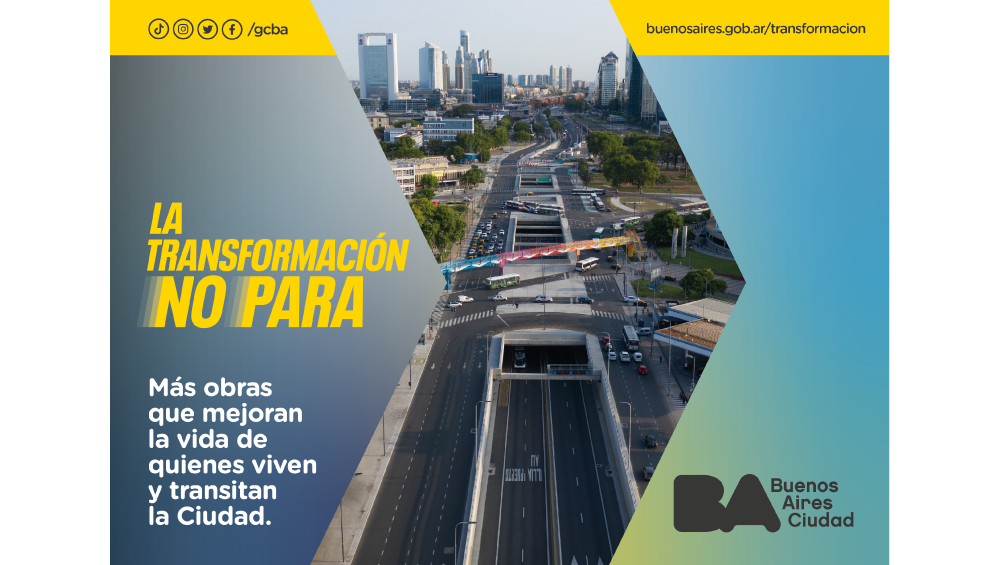 /gcba
buenosaires.gob.ar/transformacion
LA
TRANSFORMACIÓN
NO PARA
Más obras
que mejoran
la vida de
quienes viven
y transitan
la Ciudad.
BA
Buenos
Aires
Ciudad